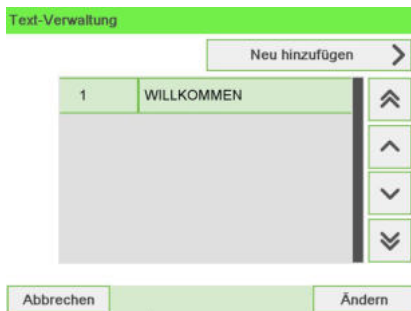 Text-Verwaltung
Neu hinzufügen
1 WILLKOMMEN
Abbrechen Ändern